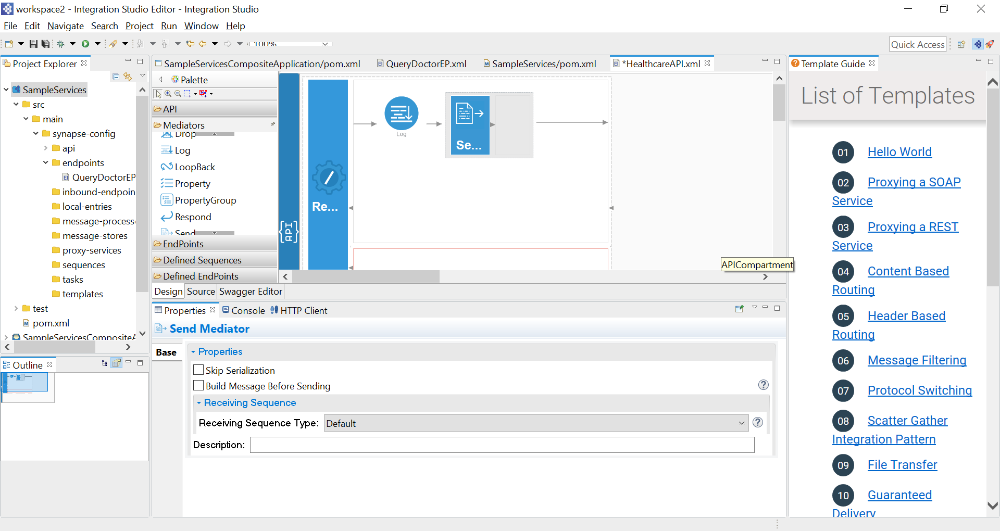 workspace2 - Integration Studio Editor - Integration Studio
File Edit Navigate Search Project Run Window Help
100%
Quick Access
Project Explorer
SampleServices
src
main
synapse-config
api
endpoints
QueryDoctorEP
inbound-endpoin
local-entries
message-process
message-stores
proxy-services
sequences
tasks
templates
test
pom.xml
SampleServicesCompositeA
Outline
SampleServicesCompositeApplication/pom.xml
QueryDoctorEP.xml
SampleServices/pom.xml
*HealthcareAPI.xml
Palette
API
Mediators
Drop
Log
LoopBack
Property
PropertyGroup
Respond
Send
EndPoints
Defined Sequences
Defined EndPoints
{API}
Re...
Log
Se...
APICompartment
Design Source Swagger Editor
Properties Console HTTP Client
Send Mediator
Base
Properties
Skip Serialization
Build Message Before Sending
Receiving Sequence
Receiving Sequence Type: Default
Description:
Template Guide
List of Templates
01 Hello World
02 Proxying a SOAP
Service
03 Proxying a REST
Service
04 Content Based
Routing
05 Header Based
Routing
06 Message Filtering
07 Protocol Switching
08 Scatter Gather
Integration Pattern
09 File Transfer
10 Guaranteed
Delivery